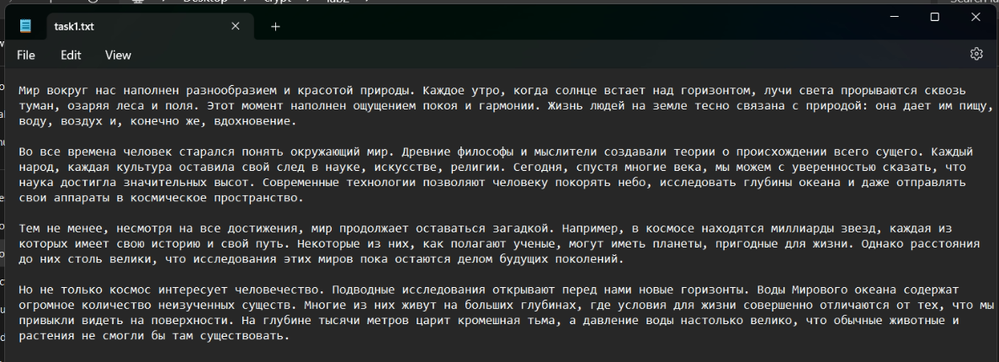 Desktop
crypt
lab2
task1.txt
File Edit View
Мир вокруг нас наполнен разнообразием и красотой природы. Каждое утро, когда солнце встает над горизонтом, лучи света прорываются сквозь
туман, озаряя леса и поля. Этот момент наполнен ощущением покоя и гармонии. Жизнь людей на земле тесно связана с природой: она дает им пищу,
воду, воздух и, конечно же, вдохновение.
Во все времена человек старался понять окружающий мир. Древние философы и мыслители создавали теории о происхождении всего сущего. Каждый
народ, каждая культура оставила свой след в науке, искусстве, религии. Сегодня, спустя многие века, мы можем с уверенностью сказать, что
наука достигла значительных высот. Современные технологии позволяют человеку покорять небо, исследовать глубины океана и даже отправлять
свои аппараты в космическое пространство.
Тем не менее, несмотря на все достижения, мир продолжает оставаться загадкой. Например, в космосе находятся миллиарды звезд, каждая из
которых имеет свою историю и свой путь. Некоторые из них, как полагают ученые, могут иметь планеты, пригодные для жизни. Однако расстояния
до них столь велики, что исследования этих миров пока остаются делом будущих поколений.
Но не только космос интересует человечество. Подводные исследования открывают перед нами новые горизонты. Воды Мирового океана содержат
огромное количество неизученных существ. Многие из них живут на больших глубинах, где условия для жизни совершенно отличаются от тех, что мы
привыкли видеть на поверхности. На глубине тысячи метров царит кромешная тьма, а давление воды настолько велико, что обычные животные и
растения не смогли бы там существовать.